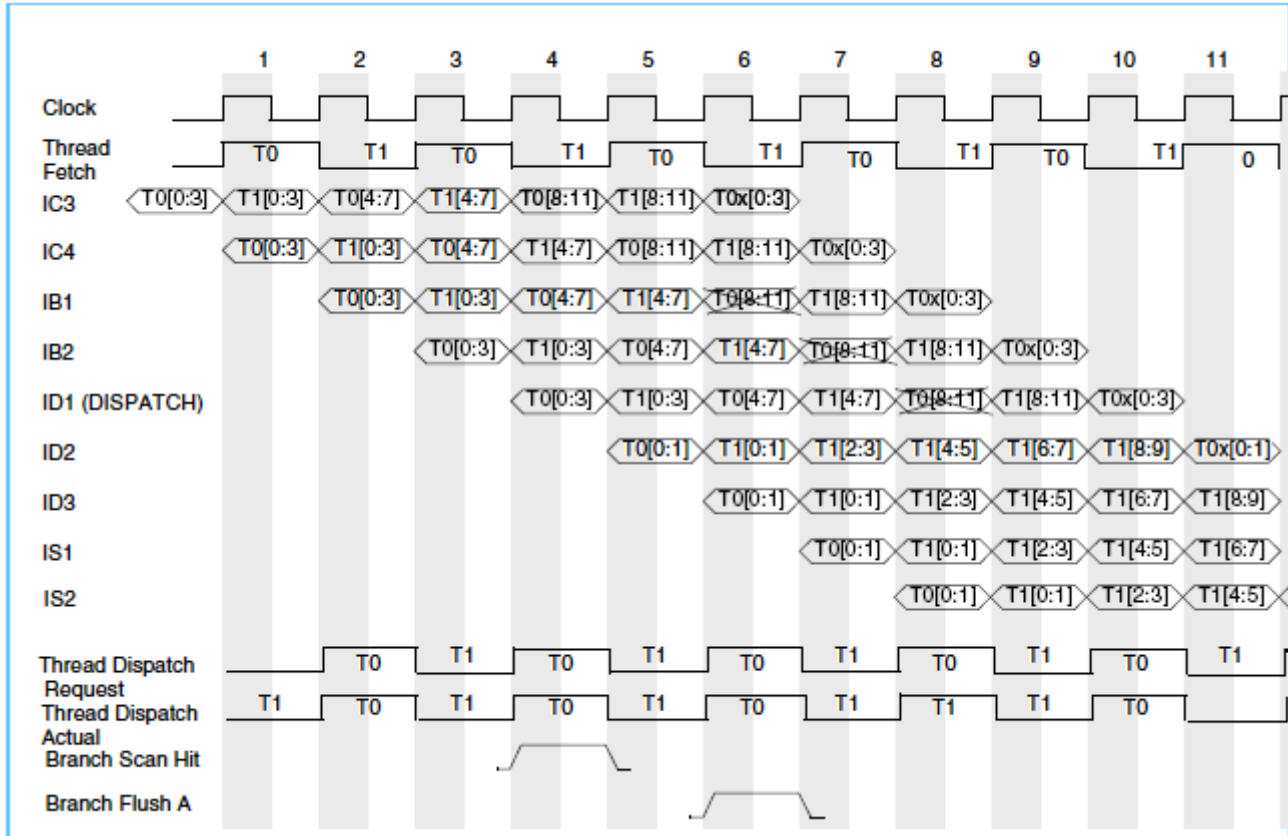 1 2 3 4 5 6 7 8 9 10 11
Clock
Thread Fetch T0 T1 T0 T1 T0 T1 T0 T1 T0 T1 0
IC3 T0[0:3] T1[0:3] T0[4:7] T1[4:7] T0[8:11] T1[8:11] T0x[0:3]
IC4 T0[0:3] T1[0:3] T0[4:7] T1[4:7] T0[8:11] T1[8:11] T0x[0:3]
IB1 T0[0:3] T1[0:3] T0[4:7] T1[4:7] T0[8:11] T1[8:11] T0x[0:3]
IB2 T0[0:3] T1[0:3] T0[4:7] T1[4:7] T0[8:11] T1[8:11] T0x[0:3]
ID1 (DISPATCH) T0[0:3] T1[0:3] T0[4:7] T1[4:7] T0[8:11] T1[8:11] T0x[0:3]
ID2 T0[0:1] T1[0:1] T1[2:3] T1[4:5] T1[6:7] T1[8:9] T0x[0:1]
ID3 T0[0:1] T1[0:1] T1[2:3] T1[4:5] T1[6:7] T1[8:9]
IS1 T0[0:1] T1[0:1] T1[2:3] T1[4:5] T1[6:7]
IS2 T0[0:1] T1[0:1] T1[2:3] T1[4:5]
Thread Dispatch Request T0 T1 T0 T1 T0 T1 T0 T1 T0 T1
Thread Dispatch Actual T1 T0 T1 T0 T1 T0 T1 T1 T1 T0
Branch Scan Hit
Branch Flush A